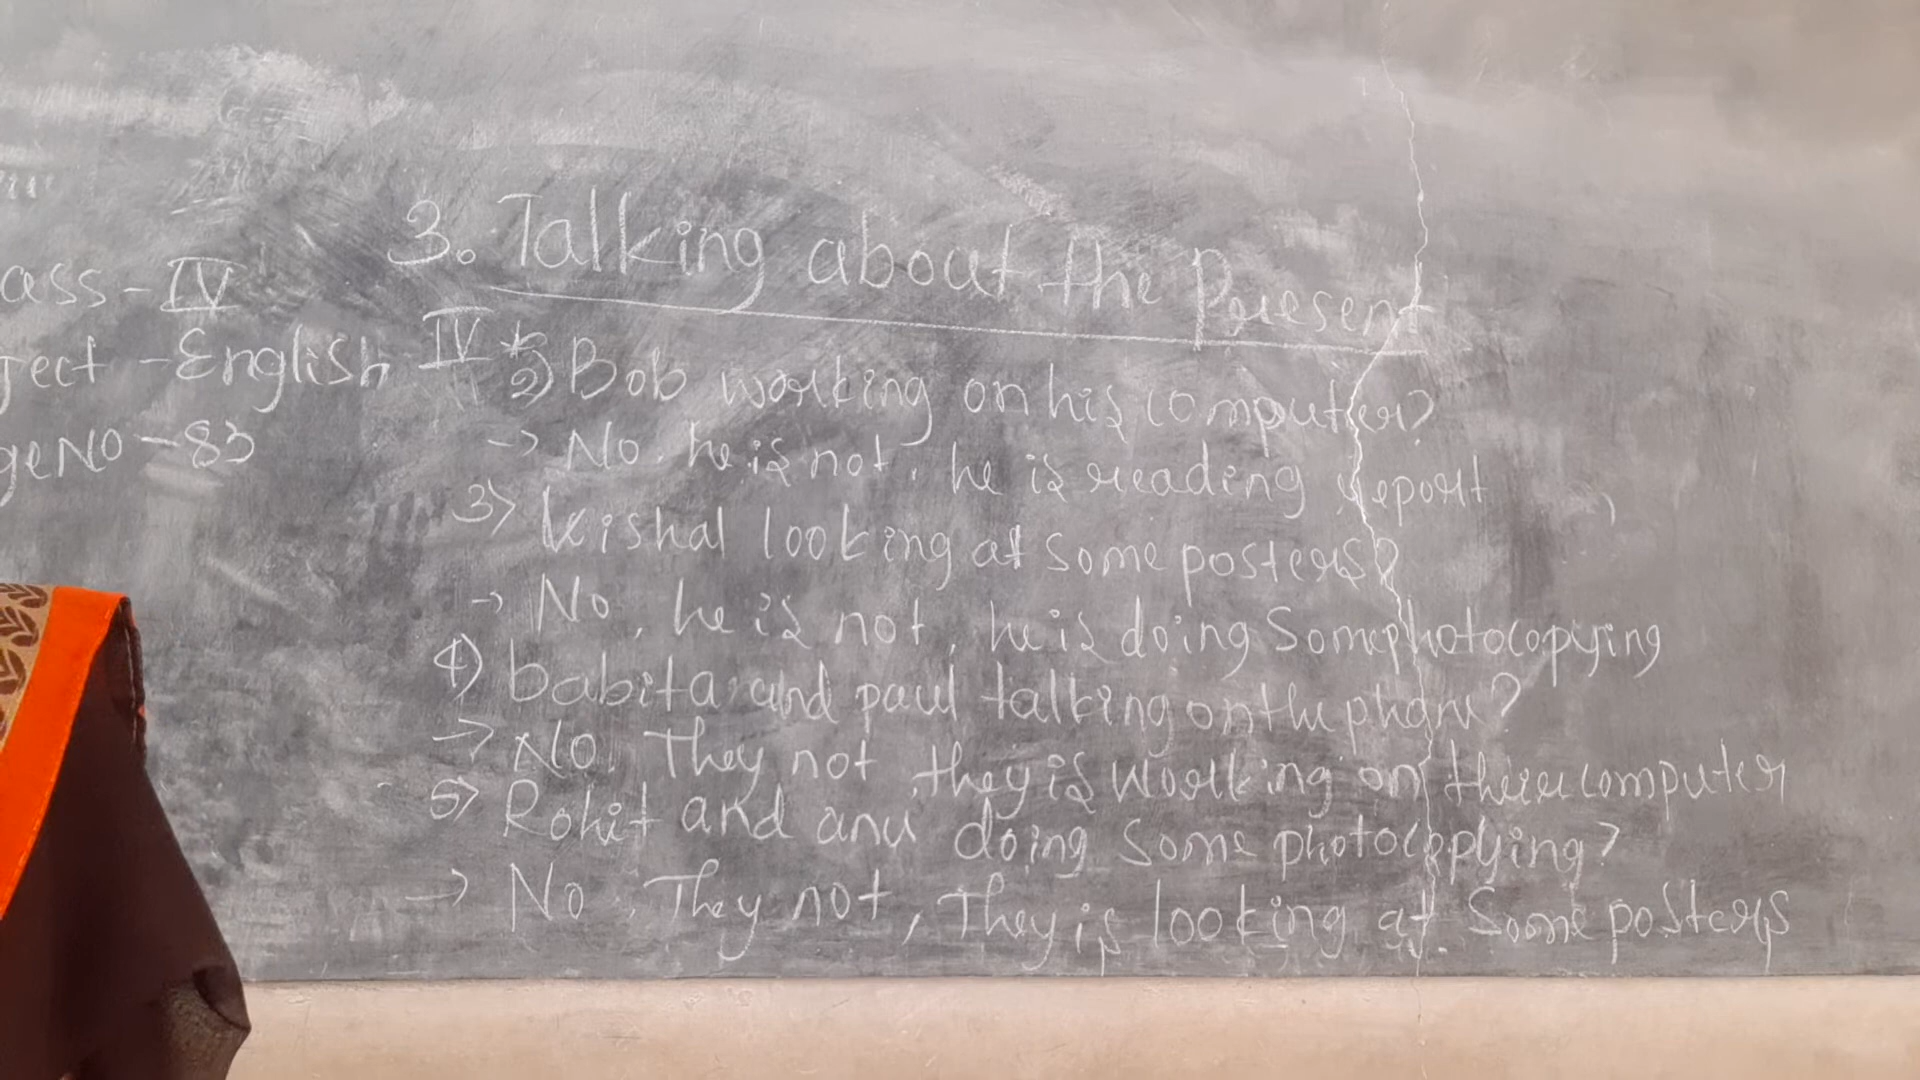 3. Talking about the Present
ass - IV
ject - English
ge No - 83
IV * 2) Bob working on his computer?
-> No, he is not, he is reading report
3) Kishal looking at some posters?
-> No, he is not, he is doing Some photocopying
4) babita and paul talking on the phone?
-> No, They not, they is working on there computer
5) Rohit and anu doing Some photocopplying?
-> No, They not, They is looking at Some posters